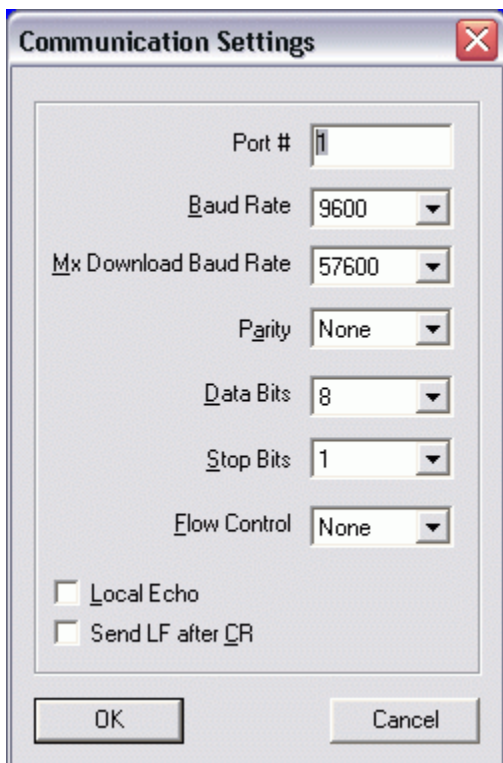 Communication Settings
Port # 1
Baud Rate 9600
Mx Download Baud Rate 57600
Parity None
Data Bits 8
Stop Bits 1
Flow Control None
Local Echo
Send LF after CR
OK Cancel